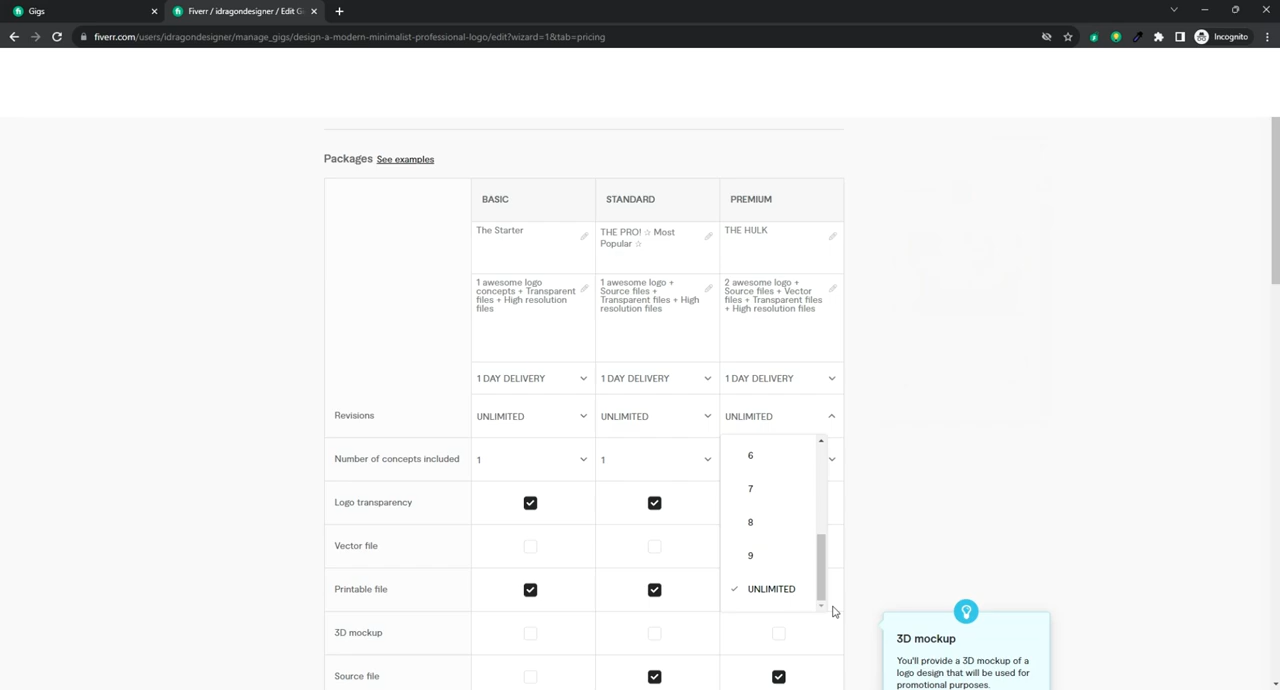 Gigs
Fiverr / idragondesigner / Edit G
fiverr.com/users/idragondesigner/manage_gigs/design-a-modern-minimalist-professional-logo/edit?wizard=1&tab=pricing
Incognito
Packages See examples
BASIC STANDARD PREMIUM
The Starter
THE PRO! ☆ Most
Popular ☆
THE HULK
1 awesome logo
concepts + Transparent
files + High resolution
files
1 awesome logo +
Source files +
Transparent files + High
resolution files
2 awesome logo +
Source files + Vector
files + Transparent files
+ High resolution files
1 DAY DELIVERY 1 DAY DELIVERY 1 DAY DELIVERY
Revisions UNLIMITED UNLIMITED UNLIMITED
Number of concepts included 1 1
6
7
8
9
UNLIMITED
Logo transparency
Vector file
Printable file
3D mockup
Source file
3D mockup
You'll provide a 3D mockup of a
logo design that will be used for
promotional purposes.